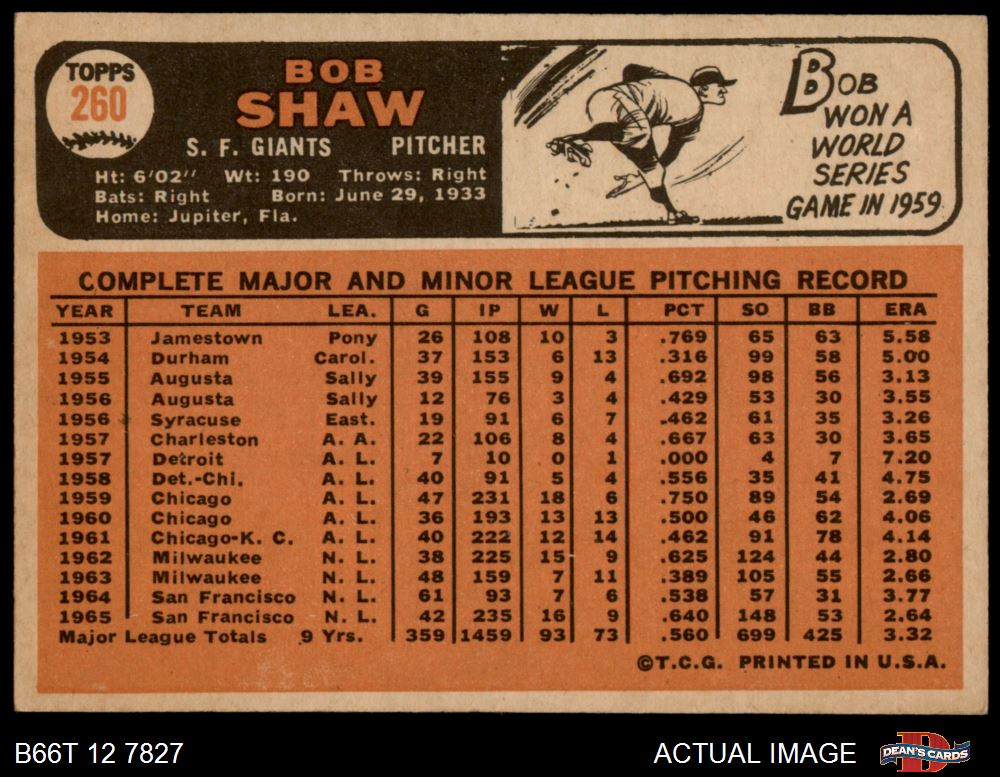 TOPPS
260
BOB
SHAW
S. F. GIANTS PITCHER
Ht: 6'02" Wt: 190 Throws: Right
Bats: Right Born: June 29, 1933
Home: Jupiter, Fla.
BOB
WON A
WORLD
SERIES
GAME IN 1959
COMPLETE MAJOR AND MINOR LEAGUE PITCHING RECORD
YEAR TEAM LEA. G IP W L PCT SO BB ERA
1953 Jamestown Pony 26 108 10 3 .769 65 63 5.58
1954 Durham Carol. 37 153 6 13 .316 99 58 5.00
1955 Augusta Sally 39 155 9 4 .692 98 56 3.13
1956 Augusta Sally 12 76 3 4 .429 53 30 3.55
1956 Syracuse East. 19 91 6 7 .462 61 35 3.26
1957 Charleston A. A. 22 106 8 4 .667 63 30 3.65
1957 Detroit A. L. 7 10 0 1 .000 4 7 7.20
1958 Det.-Chi. A. L. 40 91 5 4 .556 35 41 4.75
1959 Chicago A. L. 47 231 18 6 .750 89 54 2.69
1960 Chicago A. L. 36 193 13 13 .500 46 62 4.06
1961 Chicago-K. C. A. L. 40 222 12 14 .462 91 78 4.14
1962 Milwaukee N. L. 38 225 15 9 .625 124 44 2.80
1963 Milwaukee N. L. 48 159 7 11 .389 105 55 2.66
1964 San Francisco N. L. 61 93 7 6 .538 57 31 3.77
1965 San Francisco N. L. 42 235 16 9 .640 148 53 2.64
Major League Totals 9 Yrs. 359 1459 93 73 .560 699 425 3.32
©T.C.G. PRINTED IN U.S.A.
B66T 12 7827 ACTUAL IMAGE DEAN'S CARDS